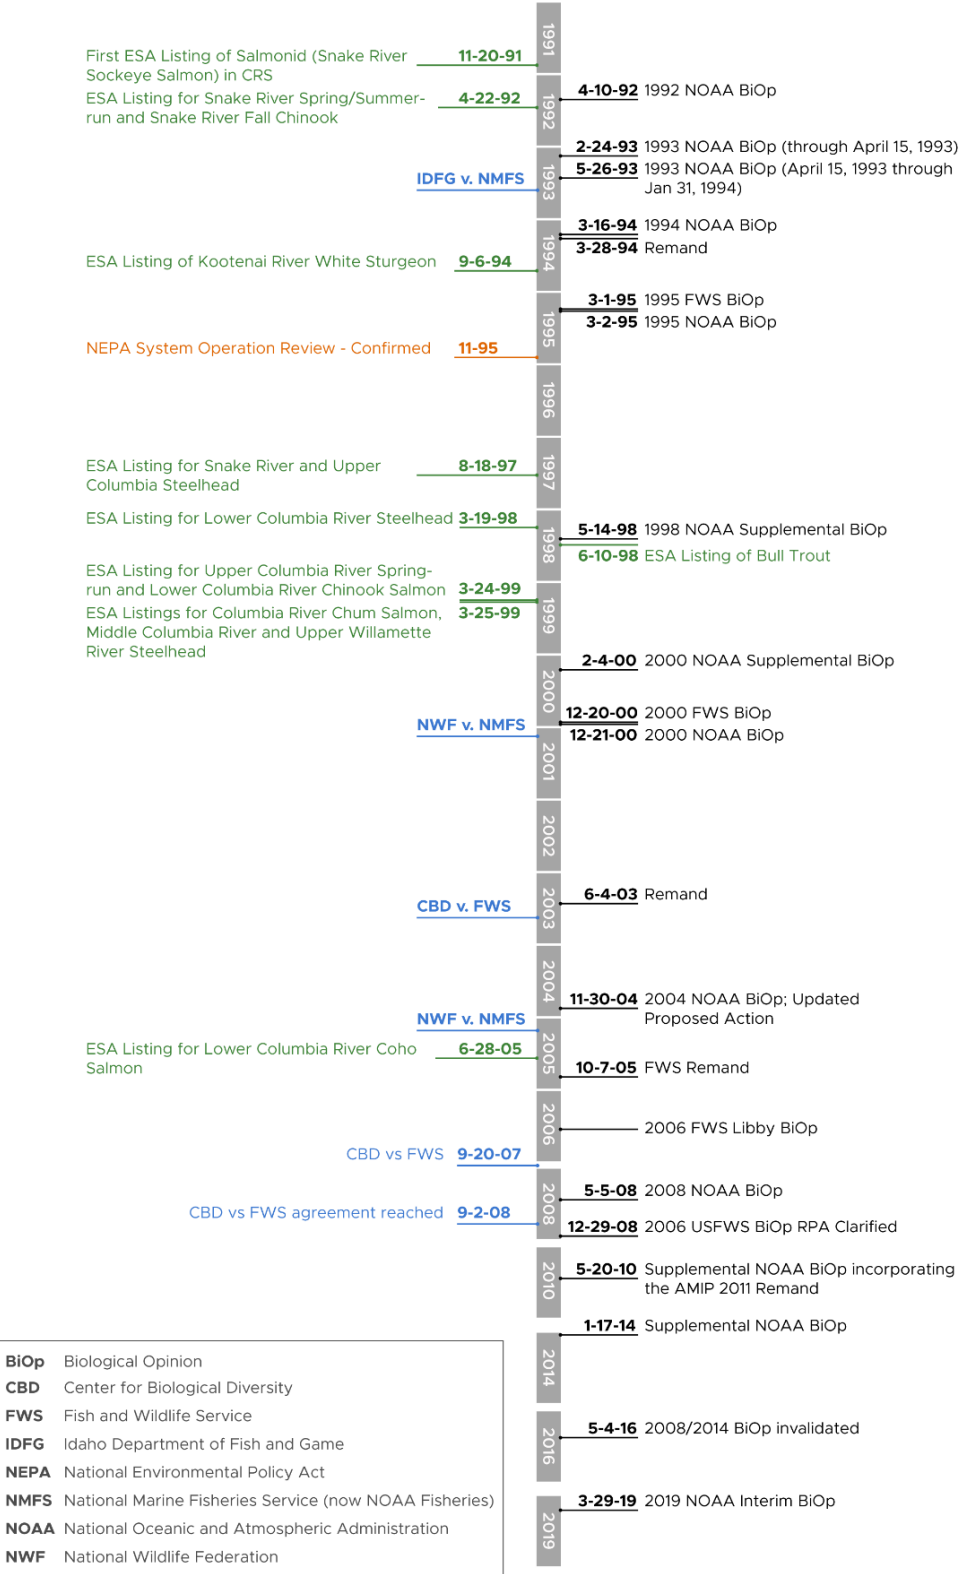 1991
First ESA Listing of Salmonid (Snake River 11-20-91
Sockeye Salmon) in CRS
4-10-92 1992 NOAA BiOp
ESA Listing for Snake River Spring/Summer- 4-22-92
run and Snake River Fall Chinook
1992
2-24-93 1993 NOAA BiOp (through April 15, 1993)
5-26-93 1993 NOAA BiOp (April 15, 1993 through
Jan 31, 1994)
IDFG v. NMFS
1993
3-16-94 1994 NOAA BiOp
3-28-94 Remand
1994
ESA Listing of Kootenai River White Sturgeon 9-6-94
3-1-95 1995 FWS BiOp
3-2-95 1995 NOAA BiOp
1995
NEPA System Operation Review - Confirmed 11-95
1996
ESA Listing for Snake River and Upper 8-18-97
Columbia Steelhead
1997
ESA Listing for Lower Columbia River Steelhead 3-19-98
5-14-98 1998 NOAA Supplemental BiOp
1998
6-10-98 ESA Listing of Bull Trout
ESA Listing for Upper Columbia River Spring-
run and Lower Columbia River Chinook Salmon 3-24-99
ESA Listings for Columbia River Chum Salmon, 3-25-99
Middle Columbia River and Upper Willamette
River Steelhead
1999
2-4-00 2000 NOAA Supplemental BiOp
2000
12-20-00 2000 FWS BiOp
NWF v. NMFS
12-21-00 2000 NOAA BiOp
2001
2002
6-4-03 Remand
CBD v. FWS
2003
2004
11-30-04 2004 NOAA BiOp; Updated
Proposed Action
NWF v. NMFS
ESA Listing for Lower Columbia River Coho 6-28-05
Salmon
2005
10-7-05 FWS Remand
2006
2006 FWS Libby BiOp
CBD vs FWS 9-20-07
5-5-08 2008 NOAA BiOp
2008
CBD vs FWS agreement reached 9-2-08
12-29-08 2006 USFWS BiOp RPA Clarified
2010
5-20-10 Supplemental NOAA BiOp incorporating
the AMIP 2011 Remand
1-17-14 Supplemental NOAA BiOp
2014
5-4-16 2008/2014 BiOp invalidated
2016
3-29-19 2019 NOAA Interim BiOp
2019
BiOp Biological Opinion
CBD Center for Biological Diversity
FWS Fish and Wildlife Service
IDFG Idaho Department of Fish and Game
NEPA National Environmental Policy Act
NMFS National Marine Fisheries Service (now NOAA Fisheries)
NOAA National Oceanic and Atmospheric Administration
NWF National Wildlife Federation